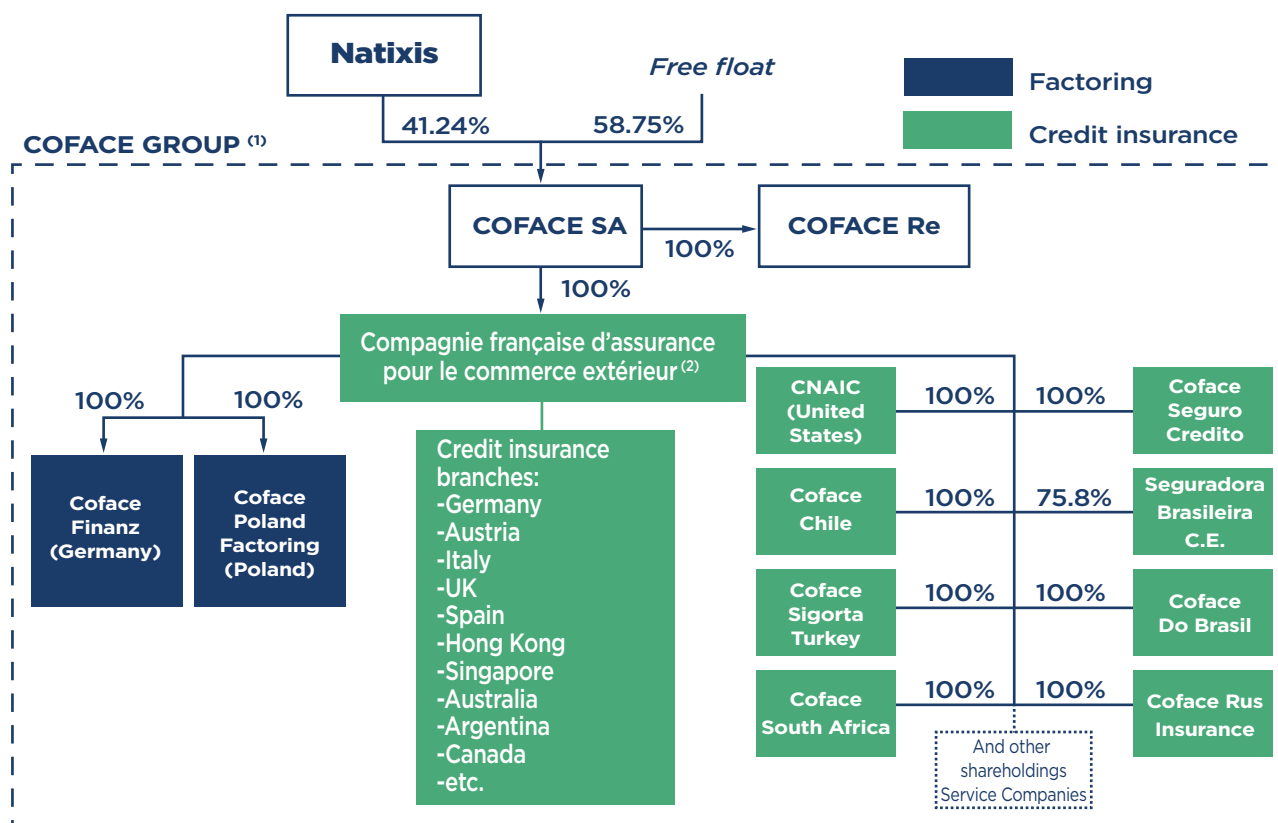 Natixis
Free float
Factoring
Credit insurance
41.24%
58.75%
COFACE GROUP (1)
COFACE SA
100%
COFACE Re
100%
Compagnie française d’assurance
pour le commerce extérieur (2)
100%
100%
Coface
Finanz
(Germany)
Coface
Poland
Factoring
(Poland)
Credit insurance
branches:
-Germany
-Austria
-Italy
-UK
-Spain
-Hong Kong
-Singapore
-Australia
-Argentina
-Canada
-etc.
CNAIC
(United
States)
100%
100%
Coface
Seguro
Credito
Coface
Chile
100%
75.8%
Seguradora
Brasileira
C.E.
Coface
Sigorta
Turkey
100%
100%
Coface
Do Brasil
Coface
South Africa
100%
100%
Coface Rus
Insurance
And other
shareholdings
Service Companies